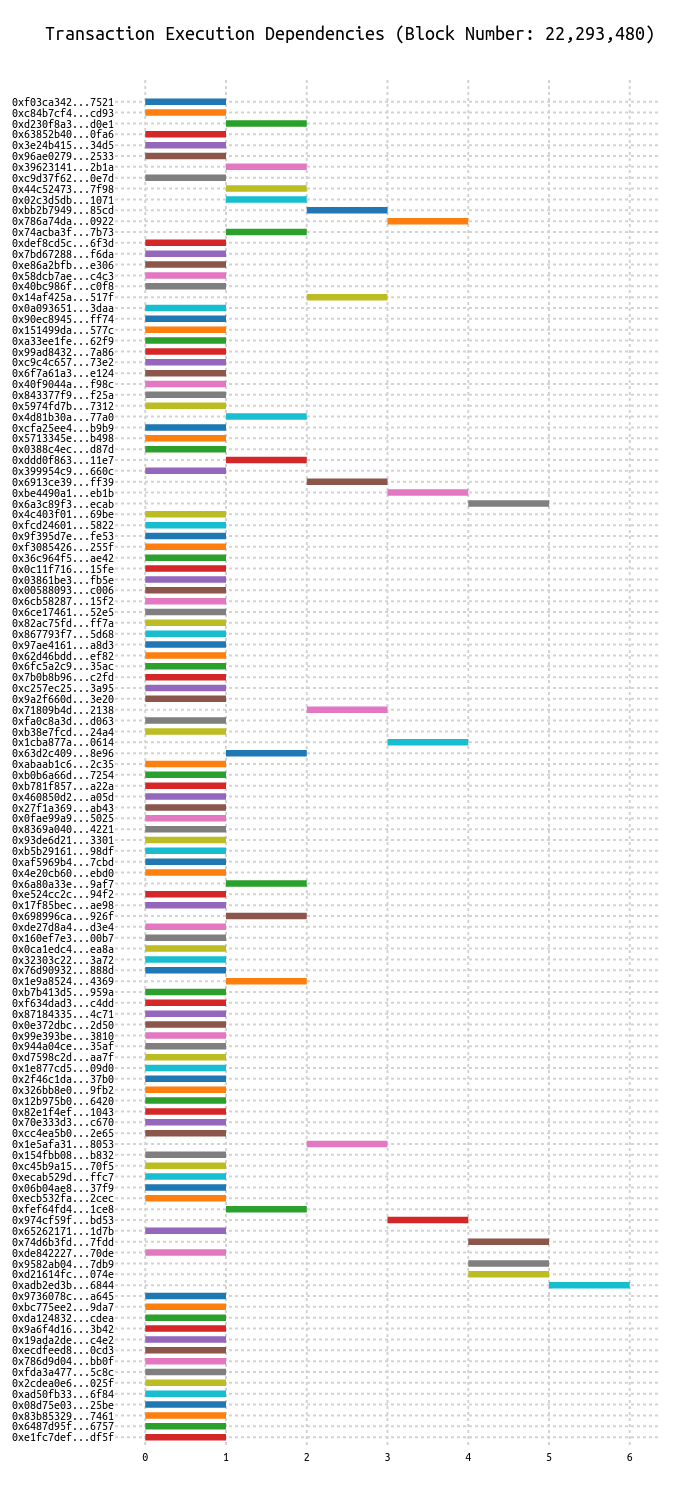 Transaction Execution Dependencies (Block Number: 22,293,480)
0xf03ca342...7521
0xc84b7cf4...cd93
0xd230f8a3...d0e1
0x63852b40...0fa6
0x3e24b415...34d5
0x96ae0279...2533
0x39623141...2b1a
0xc9d37f62...0e7d
0x44c52473...7f98
0x02c3d5db...1071
0xbb2b7949...85cd
0x786a74da...0922
0x74acba3f...7b73
0xdef8cd5c...6f3d
0x7bd67288...f6da
0xe86a2bfb...e306
0x58dcb7ae...c4c3
0x40bc986f...c0f8
0x14af425a...517f
0x0a093651...3daa
0x90ec8945...ff74
0x151499da...577c
0xa33ee1fe...62f9
0x99ad8432...7a86
0xc9c4c657...73e2
0x6f7a61a3...e124
0x40f9044a...f98c
0x843377f9...f25a
0x5974fd7b...7312
0x4d81b30a...77a0
0xcfa25ee4...b9b9
0x5713345e...b498
0x0388c4ec...d87d
0xddd0f863...11e7
0x399954c9...660c
0x6913ce39...ff39
0xbe4490a1...eb1b
0x6a3c89f3...ecab
0x4c403f01...69be
0xfcd24601...5822
0x9f395d7e...fe53
0xf3085426...255f
0x36c964f5...ae42
0x0c11f716...15fe
0x03861be3...fb5e
0x00588093...c006
0x6cb58287...15f2
0x6ce17461...52e5
0x82ac75fd...ff7a
0x867793f7...5d68
0x97ae4161...a8d3
0x62d46bdd...ef82
0x6fc5a2c9...35ac
0x7b0b8b96...c2fd
0xc257ec25...3a95
0x9a2f660d...3e20
0x71809b4d...2138
0xfa0c8a3d...d063
0xb38e7fcd...24a4
0x1cba877a...0614
0x63d2c409...8e96
0xabaab1c6...2c35
0xb0b6a66d...7254
0xb781f857...a22a
0x460850d2...a05d
0x27f1a369...ab43
0x0fae99a9...5025
0x8369a040...4221
0x93de6d21...3301
0xb5b29161...98df
0xaf5969b4...7cbd
0x4e20cb60...ebd0
0x6a80a33e...9af7
0xe524cc2c...94f2
0x17f85bec...ae98
0x698996ca...926f
0xde27d8a4...d3e4
0x160ef7e3...00b7
0x0ca1edc4...ea8a
0x32303c22...3a72
0x76d90932...888d
0x1e9a8524...4369
0xb7b413d5...959a
0xf634dad3...c4dd
0x87184335...4c71
0x0e372dbc...2d50
0x99e393be...3810
0x944a04ce...35af
0xd7598c2d...aa7f
0x1e877cd5...09d0
0x2f46c1da...37b0
0x326bb8e0...9fb2
0x12b975b0...6420
0x82e1f4ef...1043
0x70e333d3...c670
0xcc4ea5b0...2e65
0x1e5afa31...8053
0x154fbb08...b832
0xc45b9a15...70f5
0xecab529d...ffc7
0x06b04ae8...37f9
0xecb532fa...2cec
0xfef64fd4...1ce8
0x974cf59f...bd53
0x65262171...1d7b
0x74d6b3fd...7fdd
0xde842227...70de
0x9582ab04...7db9
0xd21614fc...074e
0xadb2ed3b...6844
0x9736078c...a645
0xbc775ee2...9da7
0xda124832...cdea
0x9a6f4d16...3b42
0x19ada2de...c4e2
0xecdfeed8...0cd3
0x786d9d04...bb0f
0xfda3a477...5c8c
0x2cdea0e6...025f
0xad50fb33...6f84
0x08d75e03...25be
0x83b85329...7461
0x6487d95f...6757
0xe1fc7def...df5f
0 1 2 3 4 5 6